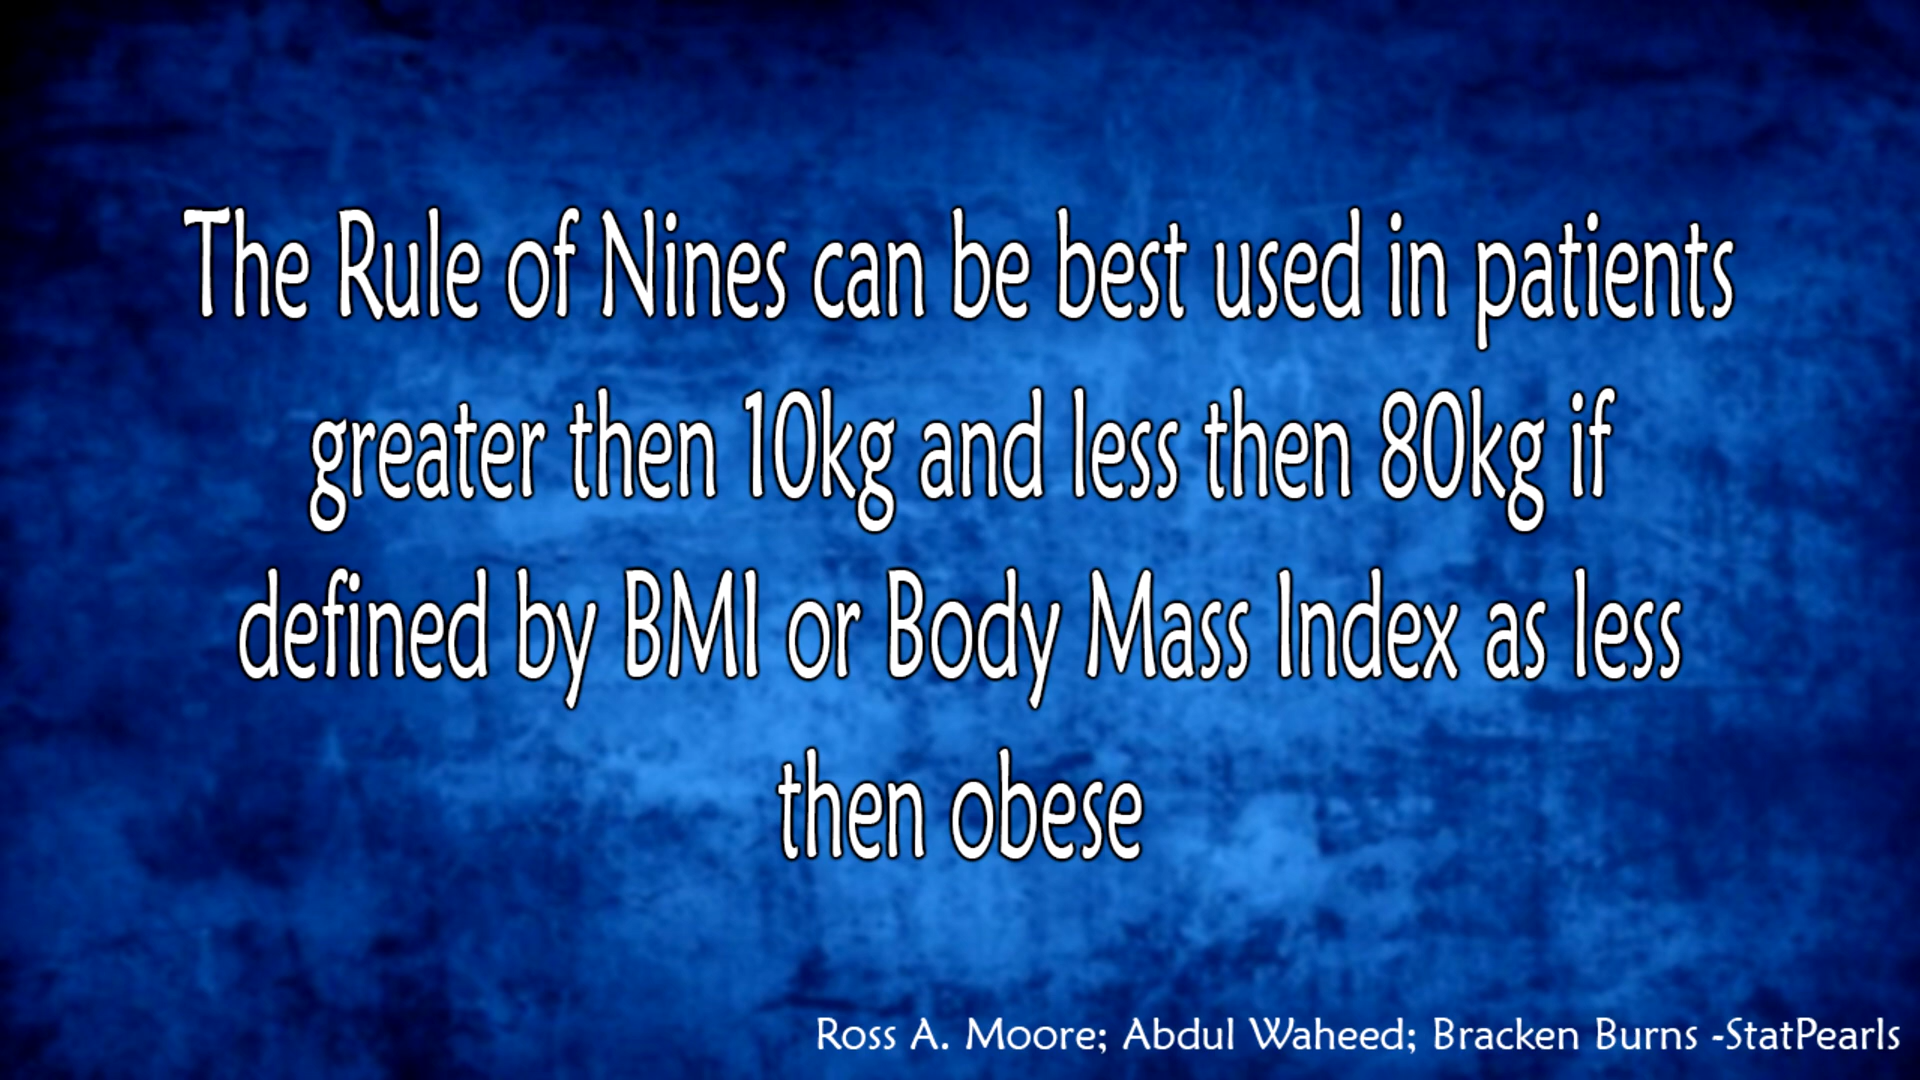 The Rule of Nines can be best used in patients
greater then 10kg and less then 80kg if
defined by BMI or Body Mass Index as less
then obese
Ross A. Moore; Abdul Waheed; Bracken Burns -StatPearls